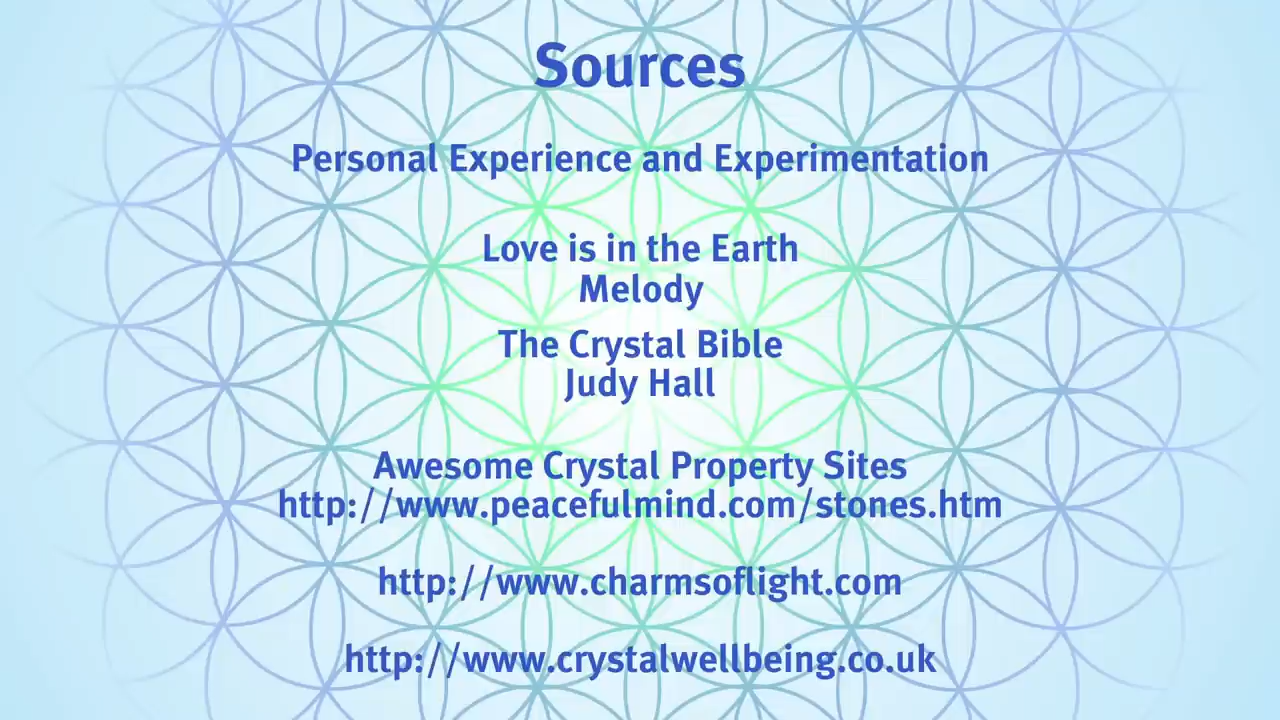 Sources
Personal Experience and Experimentation
Love is in the Earth
Melody
The Crystal Bible
Judy Hall
Awesome Crystal Property Sites
http://www.peacefulmind.com/stones.htm
http://www.charmsoflight.com
http://www.crystalwellbeing.co.uk